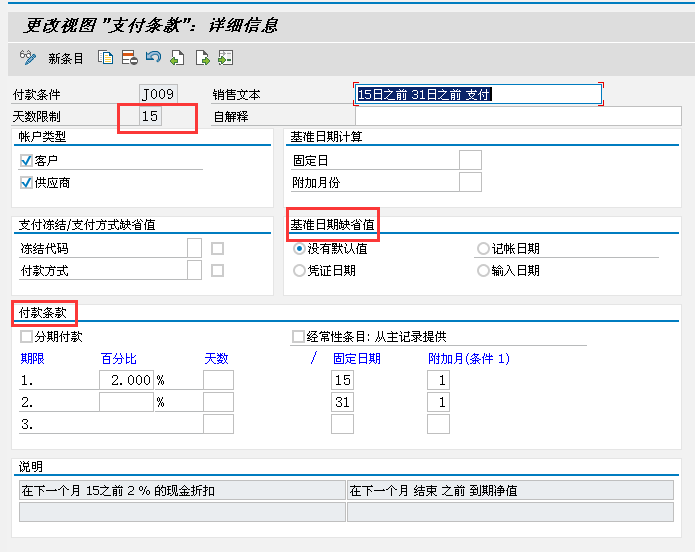 更改视图 "支付条款": 详细信息
新条目
付款条件 J009 销售文本 15日之前 31日之前 支付
天数限制 15 自解释
帐户类型 基准日期计算
客户 固定日
供应商 附加月份
支付冻结/支付方式缺省值 基准日期缺省值
冻结代码 没有默认值 记帐日期
付款方式 凭证日期 输入日期
付款条款
分期付款 经常性条目: 从主记录提供
期限 百分比 天数 / 固定日期 附加月(条件 1)
1. 2.000 % 15 1
2. % 31 1
3.
说明
在下一个月 15之前 2 % 的现金折扣 在下一个月 结束 之前 到期净值